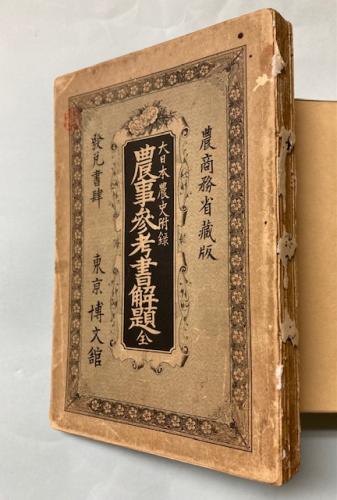 農商務省藏版
大日本農史附録
農事參考書解題 全
發兌書肆 東京 博文館